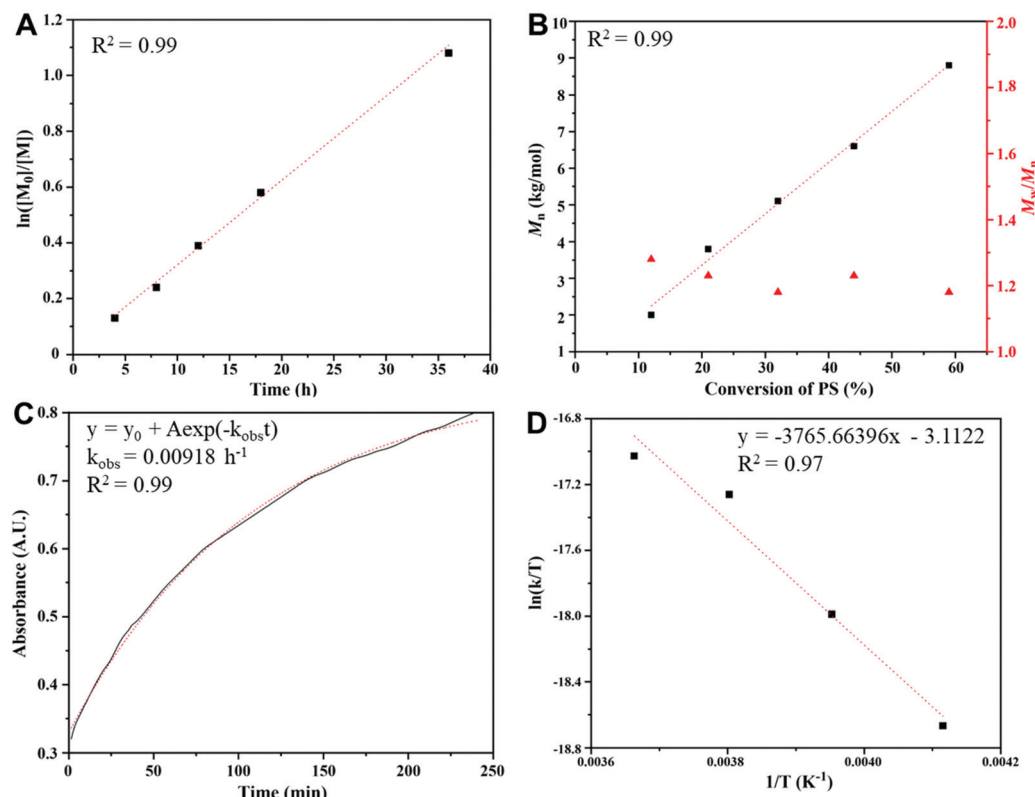 A
R² = 0.99
1.2
1.0
0.8
0.6
0.4
0.2
0
ln([M₀]/[M])
0 5 10 15 20 25 30 35 40
Time (h)
B
R² = 0.99
9
8
7
6
5
4
3
2
1
Mₙ (kg/mol)
2.0
1.8
1.6
1.4
1.2
1.0
M_w/Mₙ
0 10 20 30 40 50 60 70
Conversion of PS (%)
C
y = y₀ + Aexp(-k_obs t)
k_obs = 0.00918 h⁻¹
R² = 0.99
0.8
0.7
0.6
0.5
0.4
0.3
Absorbance (A.U.)
0 50 100 150 200 250
Time (min)
D
y = -3765.66396x - 3.1122
R² = 0.97
-16.8
-17.2
-17.6
-18.0
-18.4
-18.8
ln(k/T)
0.0036 0.0038 0.0040 0.0042
1/T (K⁻¹)